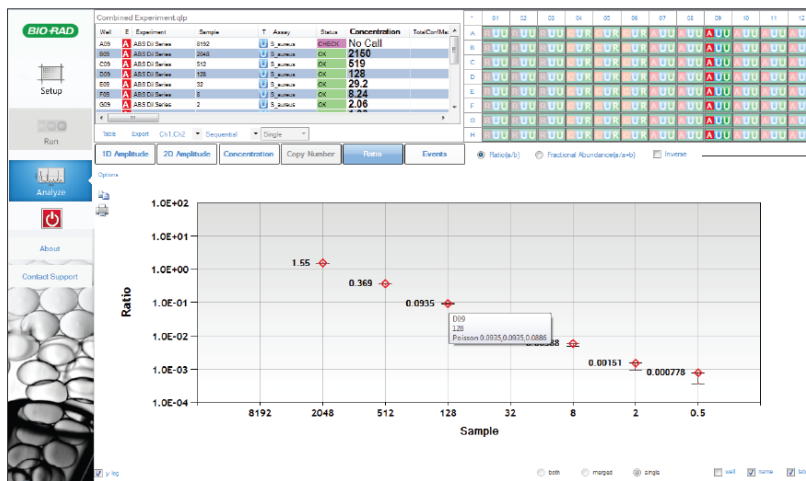 BIO-RAD
Setup
Run
Analyze
About
Contact Support
Combined Experiment.qlp
Well E Experiment Sample T Assay Status Concentration TotalConfMa
A09 A ABS Dil Series 8192 U S_aureus CHECK No Call
B09 A ABS Dil Series 2048 U S_aureus OK 2150
C09 A ABS Dil Series 512 U S_aureus OK 519
D09 A ABS Dil Series 128 U S_aureus OK 128
E09 A ABS Dil Series 32 U S_aureus OK 29.2
F09 A ABS Dil Series 8 U S_aureus OK 8.24
G09 A ABS Dil Series 2 U S_aureus OK 2.06
01 02 03 04 05 06 07 08 09 10 11 12
A
B
C
D
E
F
G
H
Table Export Ch1,Ch2 Sequential Single
1D Amplitude 2D Amplitude Concentration Copy Number Ratio Events
Ratio(a/b) Fractional Abundance(a/a+b) Inverse
Options
1.0E+02
1.0E+01
1.0E+00
1.0E-01
1.0E-02
1.0E-03
1.0E-04
Ratio
1.55
0.369
0.0935
D09
128
Poisson 0.0935,0.0935,0.0886
0.00151
0.000778
8192 2048 512 128 32 8 2 0.5
Sample
y log
both merged single well name